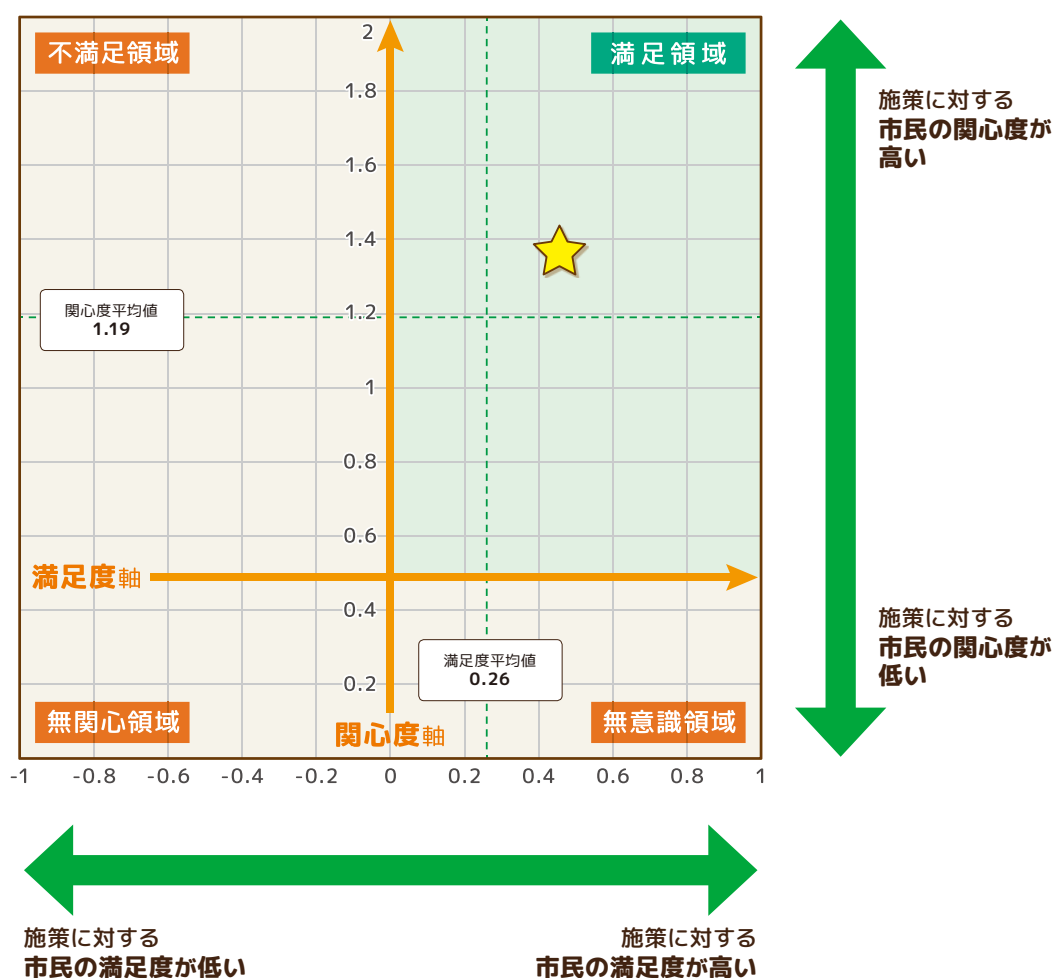 不満足領域
満足領域
2
1.8
1.6
1.4
1.2
1
0.8
0.6
0.4
0.2
関心度平均値
1.19
満足度軸
満足度平均値
0.26
無関心領域
関心度軸
無意識領域
-1 -0.8 -0.6 -0.4 -0.2 0 0.2 0.4 0.6 0.8 1
施策に対する
市民の関心度が
高い
施策に対する
市民の関心度が
低い
施策に対する
市民の満足度が低い
施策に対する
市民の満足度が高い